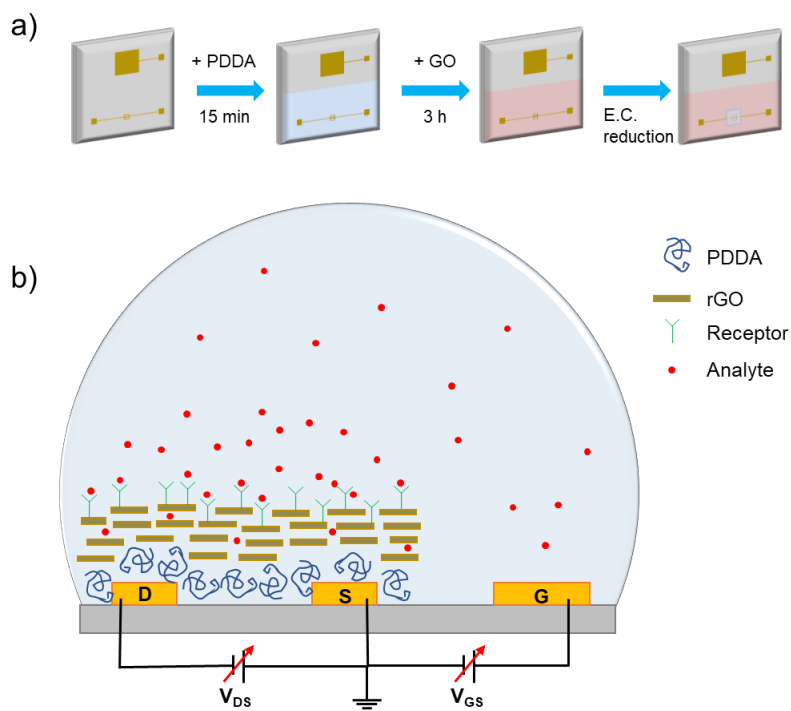 a)
+ PDDA
15 min
+ GO
3 h
E.C.
reduction
b)
PDDA
rGO
Receptor
Analyte
D
S
G
VDS
VGS